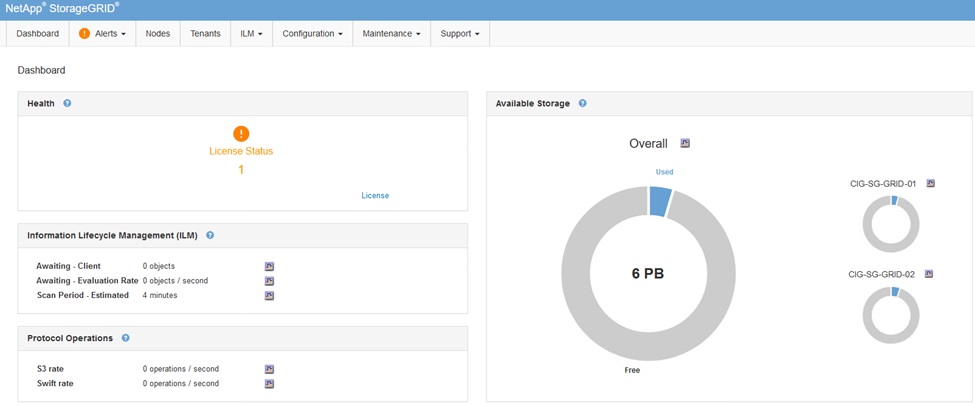 NetApp® StorageGRID®
Dashboard
Alerts
Nodes
Tenants
ILM
Configuration
Maintenance
Support
Dashboard
Health
License Status
1
License
Information Lifecycle Management (ILM)
Awaiting - Client 0 objects
Awaiting - Evaluation Rate 0 objects / second
Scan Period - Estimated 4 minutes
Protocol Operations
S3 rate 0 operations / second
Swift rate 0 operations / second
Available Storage
Overall
Used
6 PB
Free
CIG-SG-GRID-01
CIG-SG-GRID-02